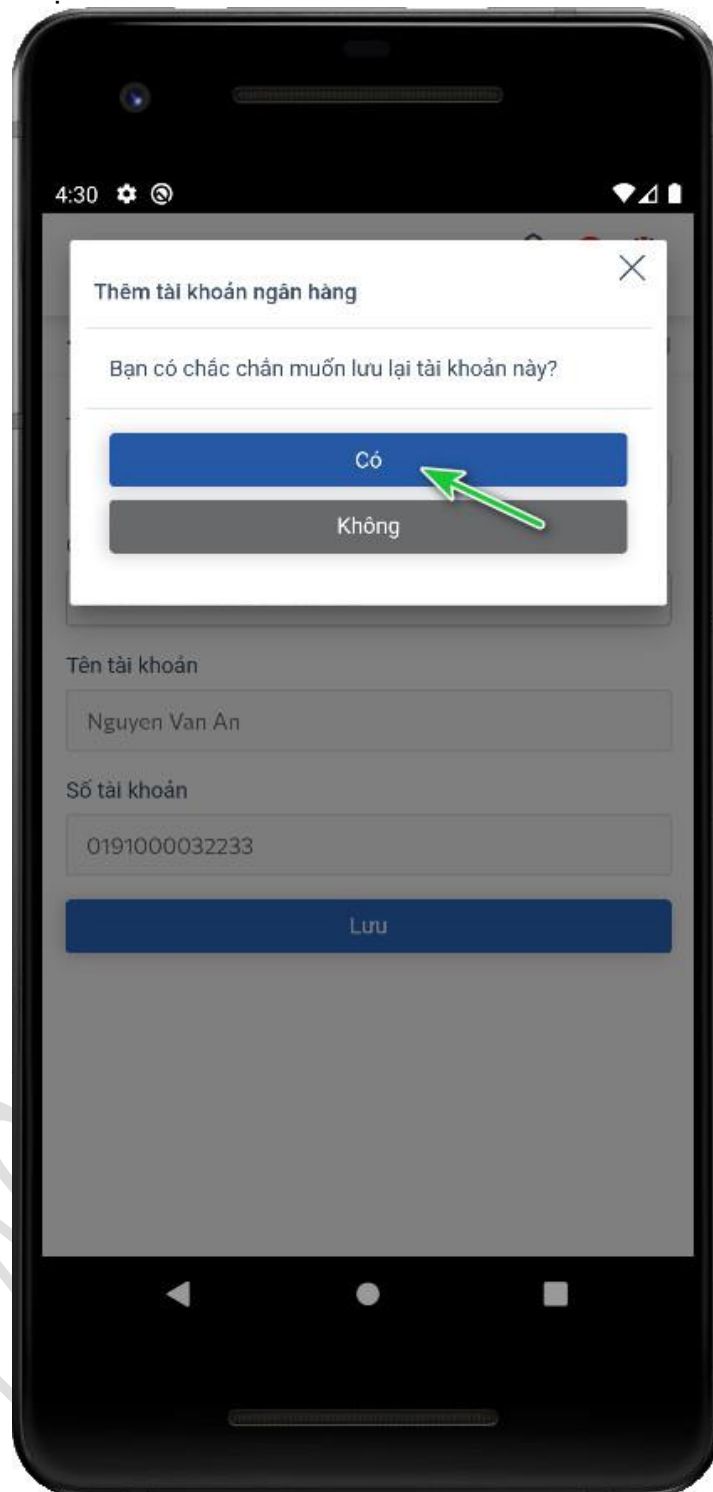 4:30
Thêm tài khoản ngân hàng
Bạn có chắc chắn muốn lưu lại tài khoản này?
Có
Không
Tên tài khoản
Nguyen Van An
Số tài khoản
0191000032233
Lưu